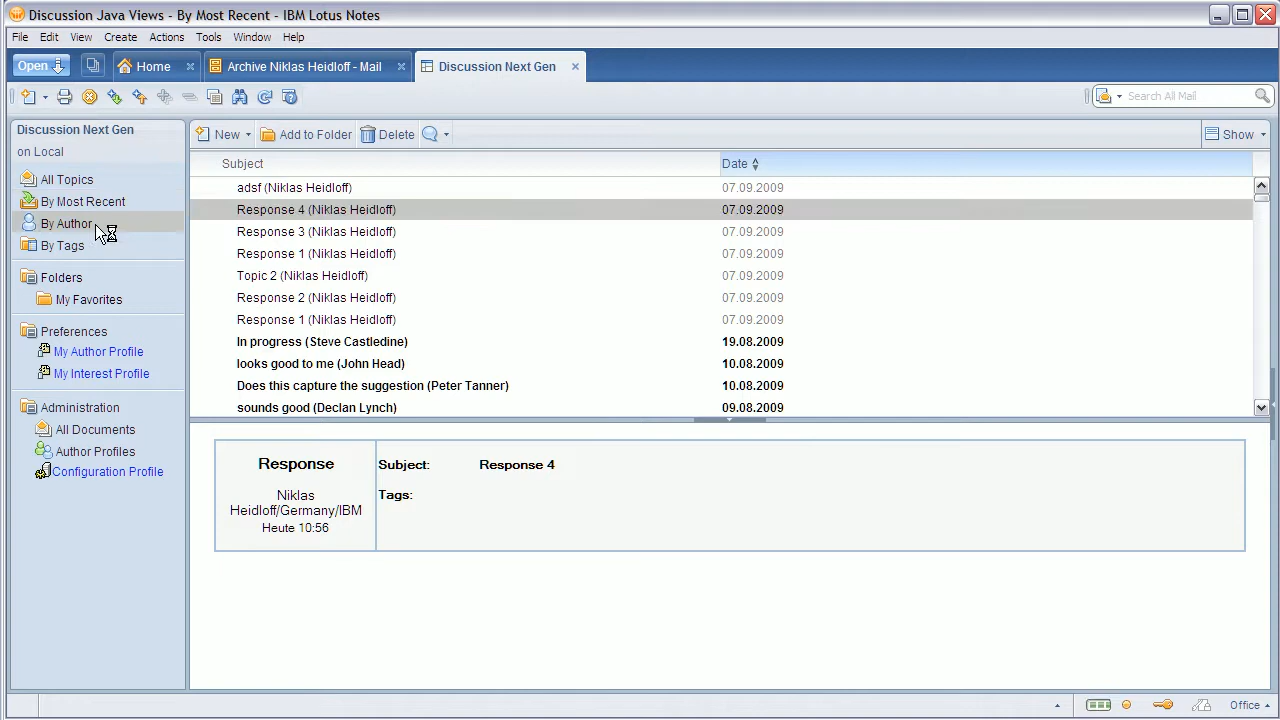 Discussion Java Views - By Most Recent - IBM Lotus Notes
File Edit View Create Actions Tools Window Help
Open Home Archive Niklas Heidloff - Mail Discussion Next Gen
Search All Mail
Discussion Next Gen
on Local
All Topics
By Most Recent
By Author
By Tags
Folders
My Favorites
Preferences
My Author Profile
My Interest Profile
Administration
All Documents
Author Profiles
Configuration Profile
New Add to Folder Delete Show
Subject Date
adsf (Niklas Heidloff) 07.09.2009
Response 4 (Niklas Heidloff) 07.09.2009
Response 3 (Niklas Heidloff) 07.09.2009
Response 1 (Niklas Heidloff) 07.09.2009
Topic 2 (Niklas Heidloff) 07.09.2009
Response 2 (Niklas Heidloff) 07.09.2009
Response 1 (Niklas Heidloff) 07.09.2009
In progress (Steve Castledine) 19.08.2009
looks good to me (John Head) 10.08.2009
Does this capture the suggestion (Peter Tanner) 10.08.2009
sounds good (Declan Lynch) 09.08.2009
Response
Niklas
Heidloff/Germany/IBM
Heute 10:56
Subject: Response 4
Tags:
Office